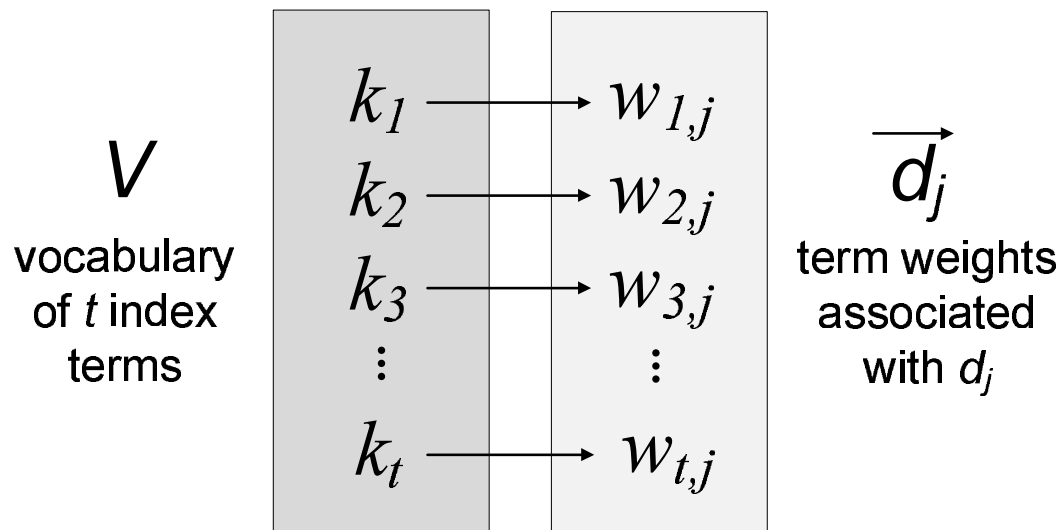 V
vocabulary
of t index
terms
k₁ → w₁,ⱼ
k₂ → w₂,ⱼ
k₃ → w₃,ⱼ
⋮ ⋮
kₜ → wₜ,ⱼ
d⃗ⱼ
term weights
associated
with dⱼ